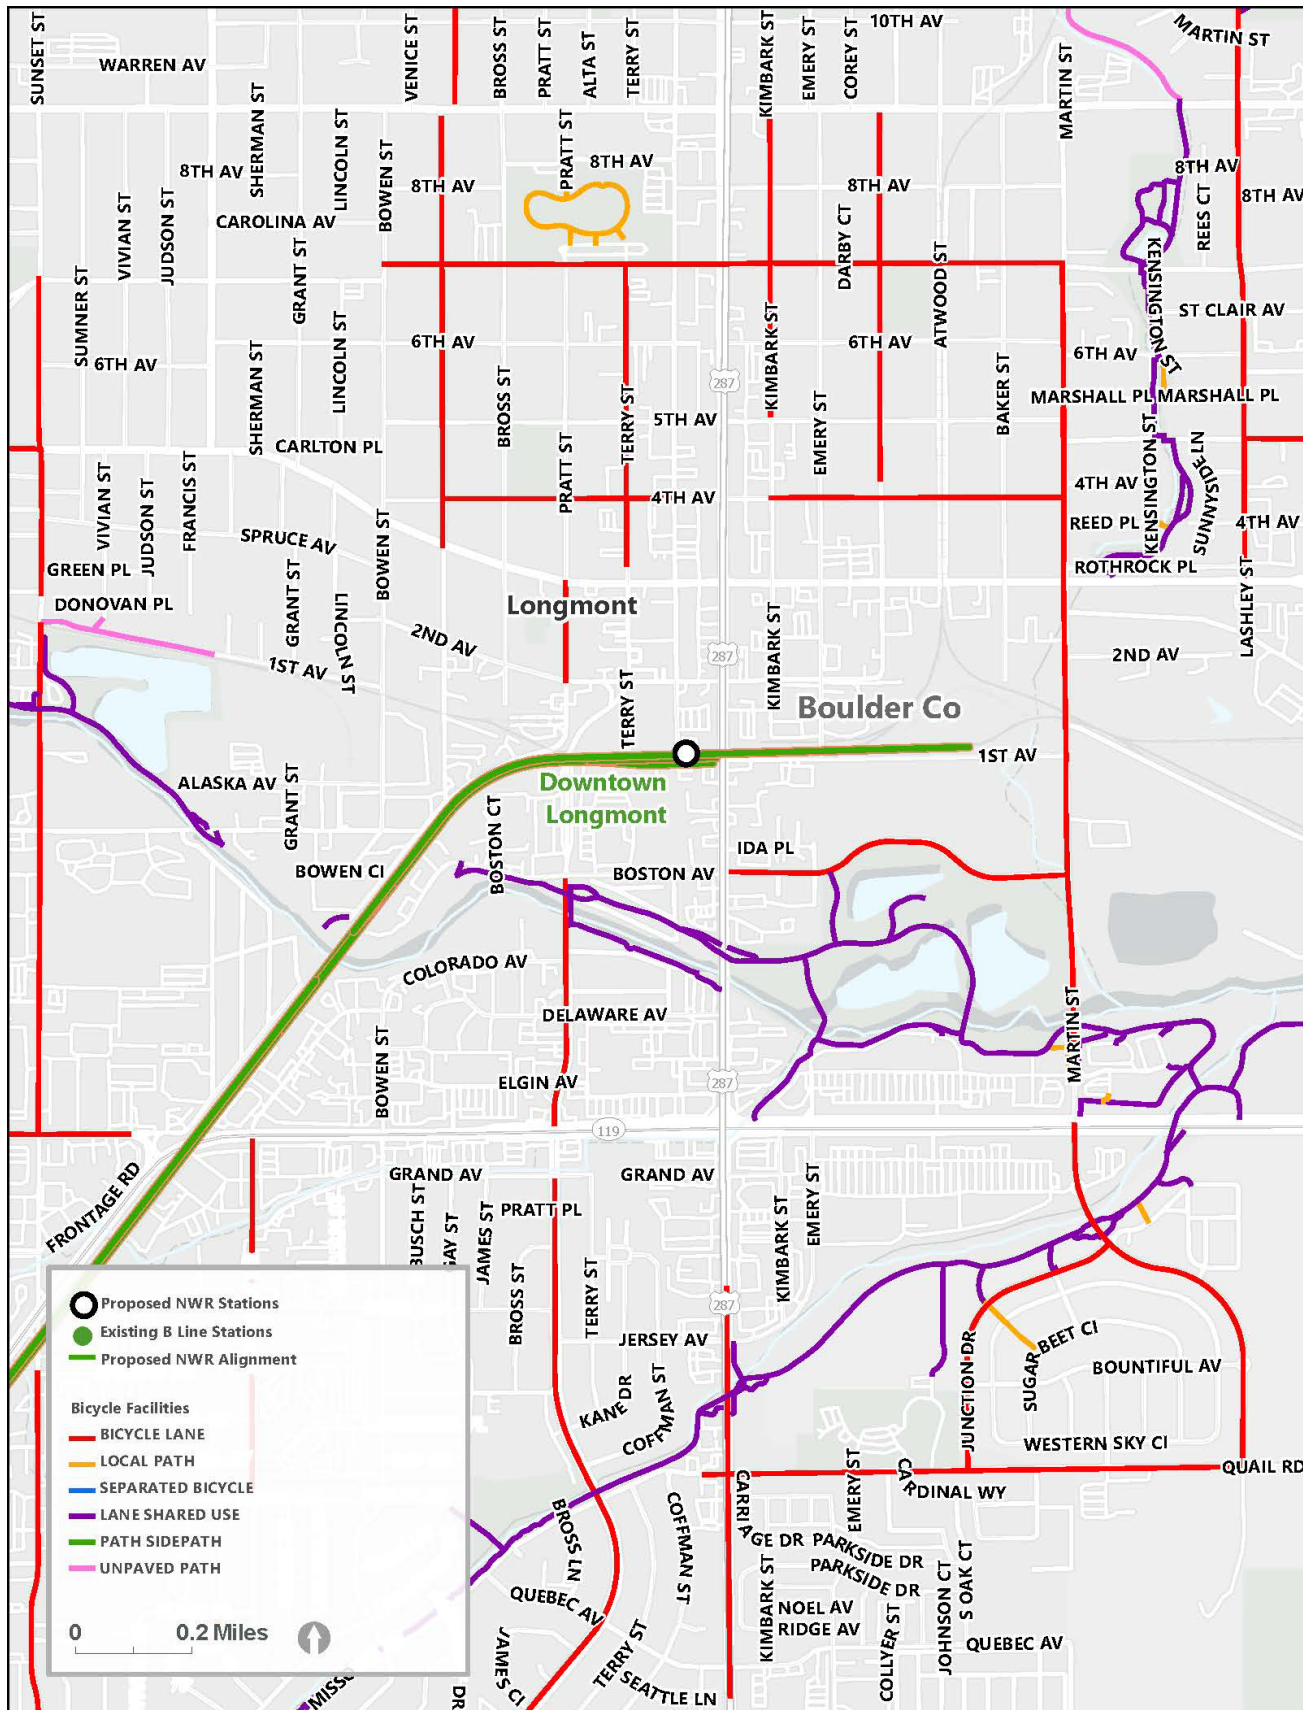 SUNSET ST
WARREN AV
VENICE ST
BROSS ST
PRATT ST
ALTA ST
TERRY ST
KIMBARK ST
EMERY ST
COREY ST
10TH AV
MARTIN ST
MARTIN ST
SHERMAN ST
LINCOLN ST
BOWEN ST
PRATT ST
8TH AV
8TH AV
8TH AV
8TH AV
8TH AV
8TH AV
VIVIAN ST
JUDSON ST
CAROLINA AV
DARBY CT
REES CT
GRANT ST
ATWOOD ST
KENSINGTON ST
SUMNER ST
LINCOLN ST
KIMBARK ST
ST CLAIR AV
6TH AV
SHERMAN ST
6TH AV
6TH AV
6TH AV
287
BROSS ST
TERRY ST
EMERY ST
BAKER ST
MARSHALL PL
MARSHALL PL
CARLTON PL
PRATT ST
5TH AV
KENSINGTON ST
SUNNYSIDE LN
VIVIAN ST
JUDSON ST
FRANCIS ST
4TH AV
4TH AV
REED PL
4TH AV
SPRUCE AV
BOWEN ST
GREEN PL
ROTHROCK PL
DONOVAN PL
GRANT ST
LINCOLN ST
Longmont
2ND AV
KIMBARK ST
LASHLEY ST
1ST AV
287
2ND AV
TERRY ST
Boulder Co
1ST AV
ALASKA AV
GRANT ST
Downtown
Longmont
BOSTON CT
BOWEN CI
BOSTON AV
IDA PL
COLORADO AV
DELAWARE AV
MARTIN ST
BOWEN ST
ELGIN AV
287
119
FRONTAGE RD
GRAND AV
GRAND AV
BUSCH ST
GAY ST
JAMES ST
PRATT PL
KIMBARK ST
EMERY ST
BROSS ST
TERRY ST
287
JERSEY AV
KANE DR
COFFMAN ST
JUNCTION DR
SUGAR BEET CI
BOUNTIFUL AV
WESTERN SKY CI
QUAIL RD
CARRIAGE DR
EMERY ST
CARDINAL WY
BROSS LN
COFFMAN ST
PARKSIDE DR
PARKSIDE DR
KIMBARK ST
NOEL AV
RIDGE AV
COLLYER ST
JOHNSON CT
S OAK CT
QUEBEC AV
QUEBEC AV
JAMES CI
TERRY ST
SEATTLE LN
DR
MISSO
Proposed NWR Stations
Existing B Line Stations
Proposed NWR Alignment
Bicycle Facilities
BICYCLE LANE
LOCAL PATH
SEPARATED BICYCLE
LANE SHARED USE
PATH SIDEPATH
UNPAVED PATH
0 0.2 Miles